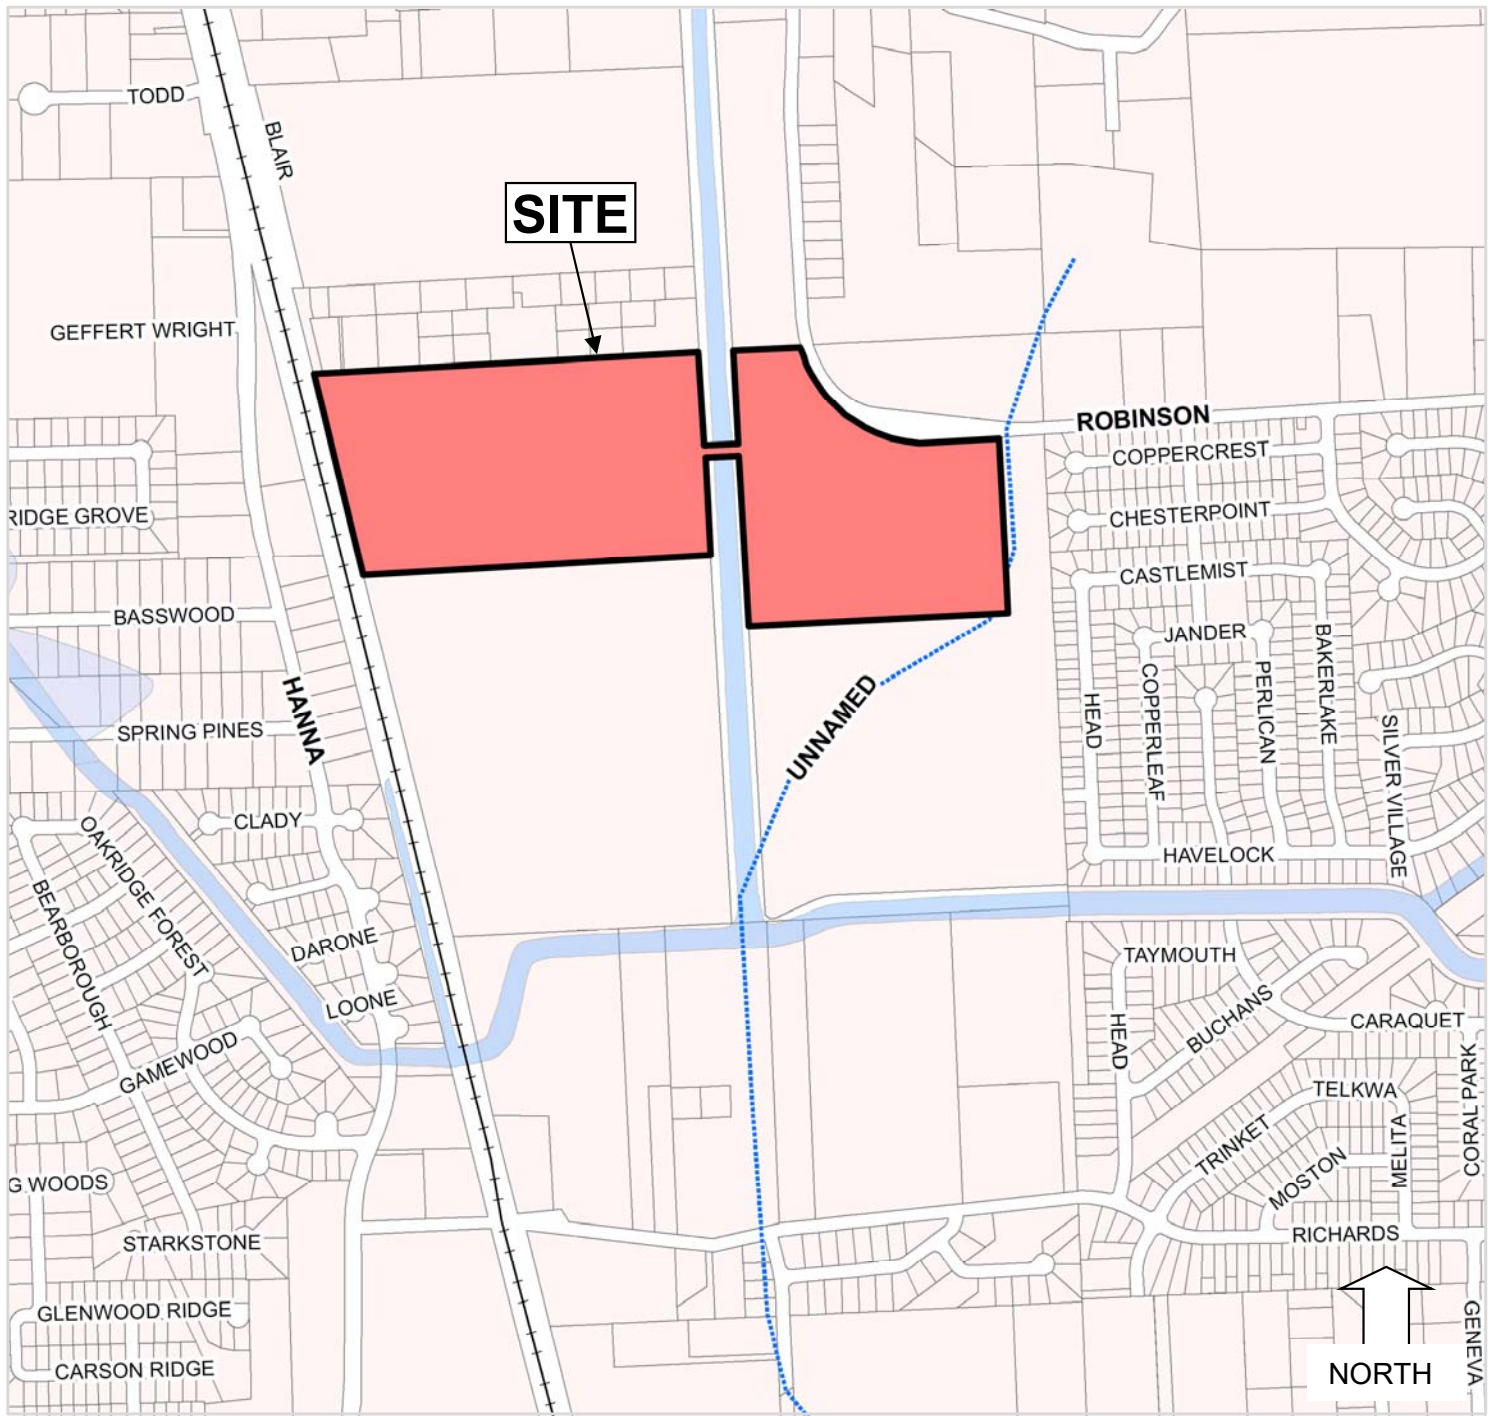 TODD
BLAIR
SITE
GEFFERT WRIGHT
ROBINSON
COPPERCREST
RIDGE GROVE
CHESTERPOINT
CASTLEMIST
BASSWOOD
JANDER
BAKERLAKE
HANNA
UNNAMED
HEAD
COPPERLEAF
PERLICAN
SILVER VILLAGE
SPRING PINES
CLADY
OAKRIDGE FOREST
HAVELOCK
BEARBOROUGH
DARONE
TAYMOUTH
LOONE
HEAD
BUCHANS
CARAQUET
GAMEWOOD
TELKWA
CORAL PARK
TRINKET
MELITA
MOSTON
G WOODS
STARKSTONE
RICHARDS
GLENWOOD RIDGE
GENEVA
CARSON RIDGE
NORTH